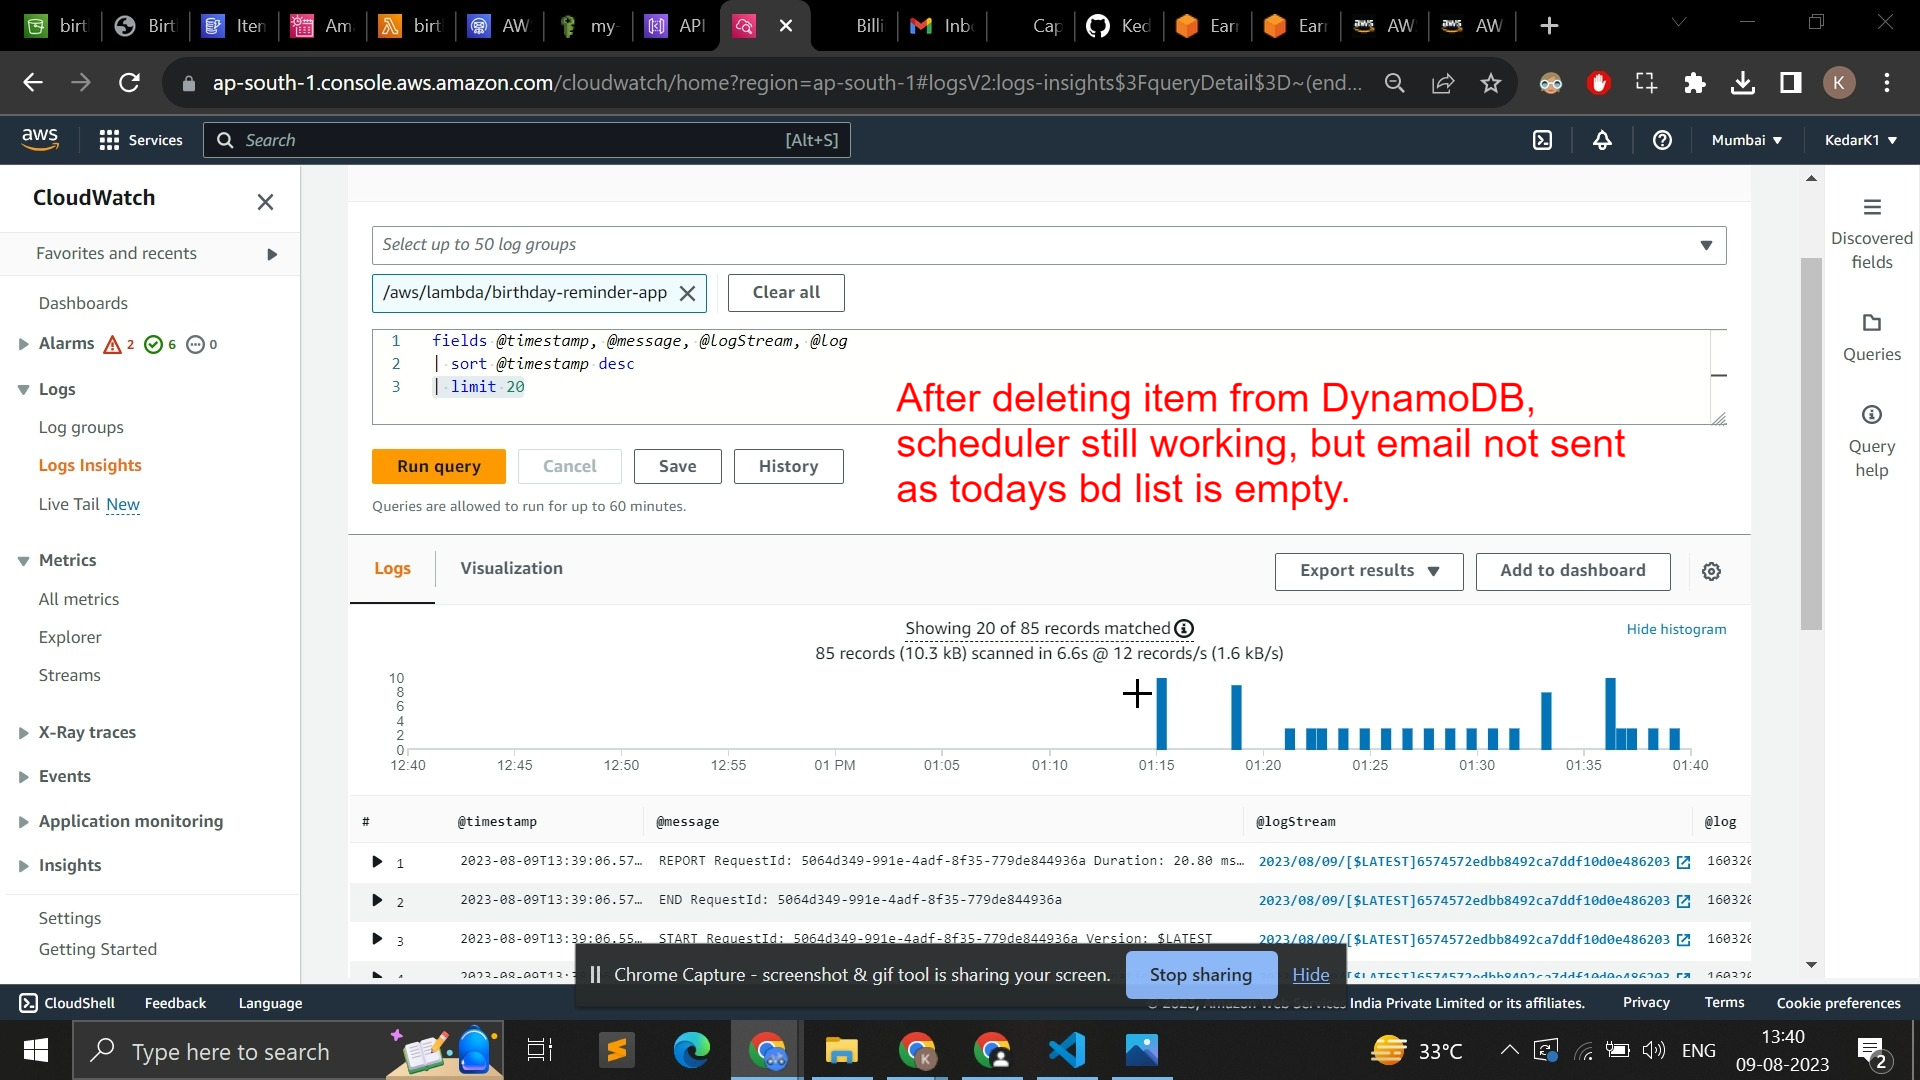 birt
Birt
Iten
Am
birt
AW
my-
API
Billi
Inb
Cap
Ked
Earn
Earn
AW
AW
ap-south-1.console.aws.amazon.com/cloudwatch/home?region=ap-south-1#logsV2:logs-insights$3FqueryDetail$3D~(end...
K
aws
Services
Search
[Alt+S]
Mumbai
KedarK1
CloudWatch
Favorites and recents
Dashboards
Alarms 2 6 0
Logs
Log groups
Logs Insights
Live Tail New
Metrics
All metrics
Explorer
Streams
X-Ray traces
Events
Application monitoring
Insights
Settings
Getting Started
Select up to 50 log groups
/aws/lambda/birthday-reminder-app
Clear all
1 fields @timestamp, @message, @logStream, @log
2 | sort @timestamp desc
3 | limit 20
After deleting item from DynamoDB,
scheduler still working, but email not sent
as todays bd list is empty.
Run query
Cancel
Save
History
Queries are allowed to run for up to 60 minutes.
Discovered
fields
Queries
Query
help
Logs
Visualization
Export results
Add to dashboard
Showing 20 of 85 records matched
85 records (10.3 kB) scanned in 6.6s @ 12 records/s (1.6 kB/s)
Hide histogram
10
8
6
4
2
0
12:40 12:45 12:50 12:55 01 PM 01:05 01:10 01:15 01:20 01:25 01:30 01:35 01:40
# @timestamp @message @logStream @log
1 2023-08-09T13:39:06.57... REPORT RequestId: 5064d349-991e-4adf-8f35-779de844936a Duration: 20.80 ms... 2023/08/09/[$LATEST]6574572edbb8492ca7ddf10d0e486203 16032
2 2023-08-09T13:39:06.57... END RequestId: 5064d349-991e-4adf-8f35-779de844936a 2023/08/09/[$LATEST]6574572edbb8492ca7ddf10d0e486203 16032
3 2023-08-09T13:39:06.55... START RequestId: 5064d349-991e-4adf-8f35-779de844936a Version: $LATEST 2023/08/09/[$LATEST]6574572edbb8492ca7ddf10d0e486203 16032
Chrome Capture - screenshot & gif tool is sharing your screen.
Stop sharing
Hide
CloudShell
Feedback
Language
India Private Limited or its affiliates.
Privacy
Terms
Cookie preferences
Type here to search
33°C
ENG
13:40
09-08-2023
2